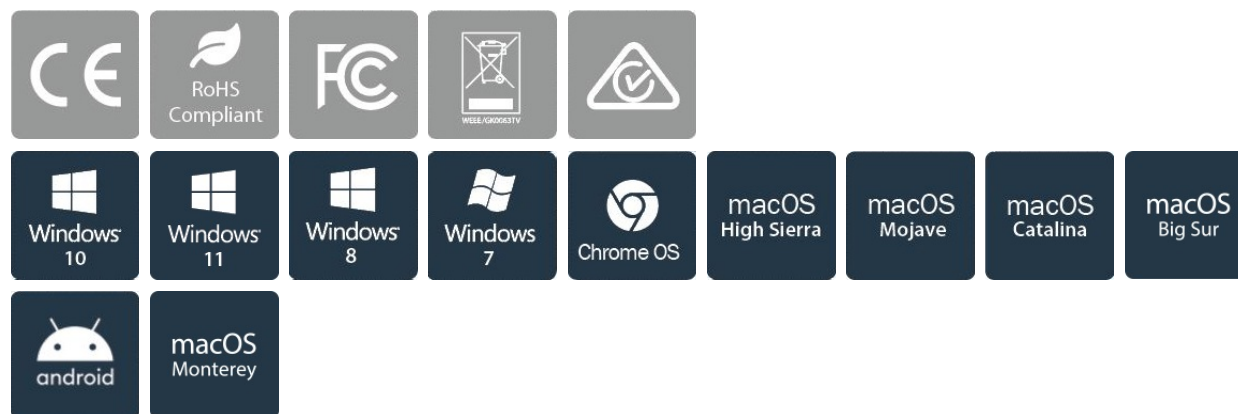 CE
RoHS
Compliant
FC
WEEE/GK0063TV
Windows
10
Windows
11
Windows
8
Windows
7
Chrome OS
macOS
High Sierra
macOS
Mojave
macOS
Catalina
macOS
Big Sur
android
macOS
Monterey